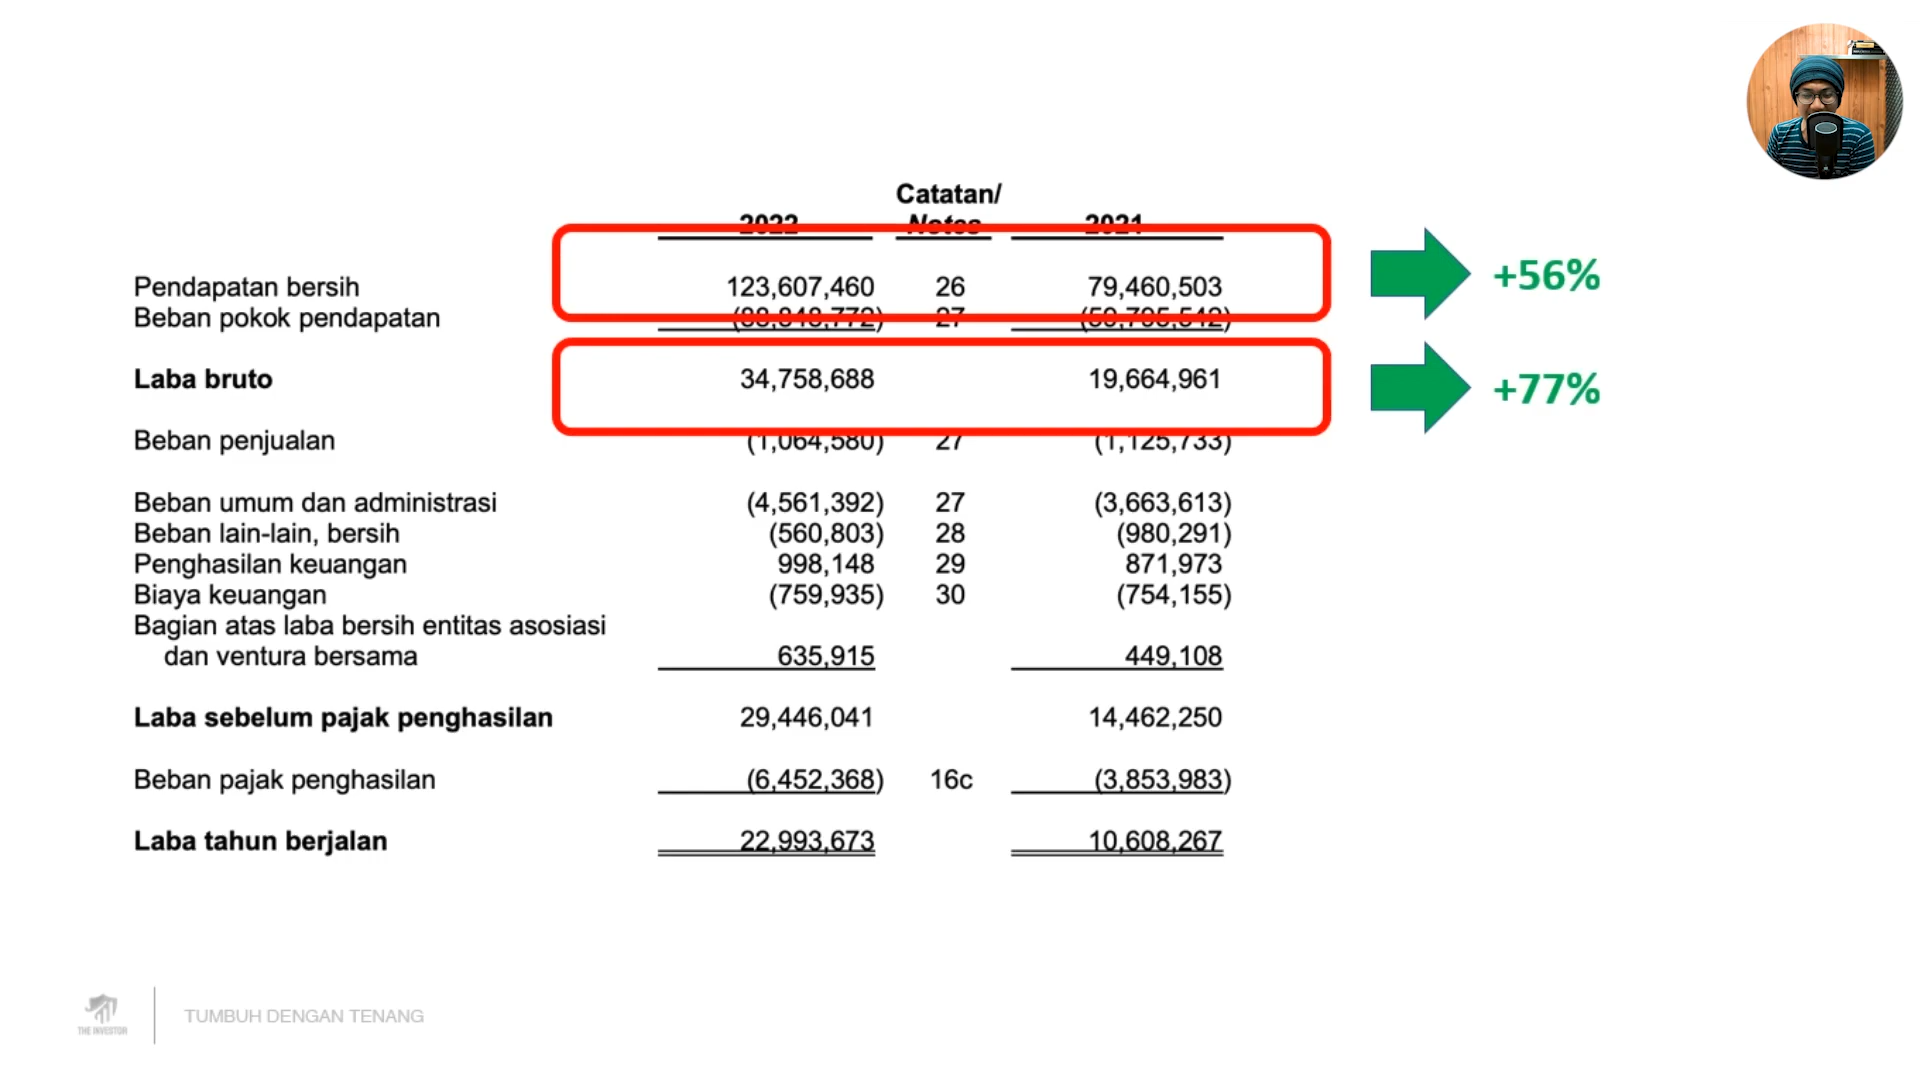 Catatan/
2022 Notes 2021
Pendapatan bersih 123,607,460 26 79,460,503 +56%
Beban pokok pendapatan (88,848,772) 27 (59,795,542)
Laba bruto 34,758,688 19,664,961 +77%
Beban penjualan (1,064,580) 27 (1,125,733)
Beban umum dan administrasi (4,561,392) 27 (3,663,613)
Beban lain-lain, bersih (560,803) 28 (980,291)
Penghasilan keuangan 998,148 29 871,973
Biaya keuangan (759,935) 30 (754,155)
Bagian atas laba bersih entitas asosiasi
dan ventura bersama 635,915 449,108
Laba sebelum pajak penghasilan 29,446,041 14,462,250
Beban pajak penghasilan (6,452,368) 16c (3,853,983)
Laba tahun berjalan 22,993,673 10,608,267
THE INVESTOR
TUMBUH DENGAN TENANG